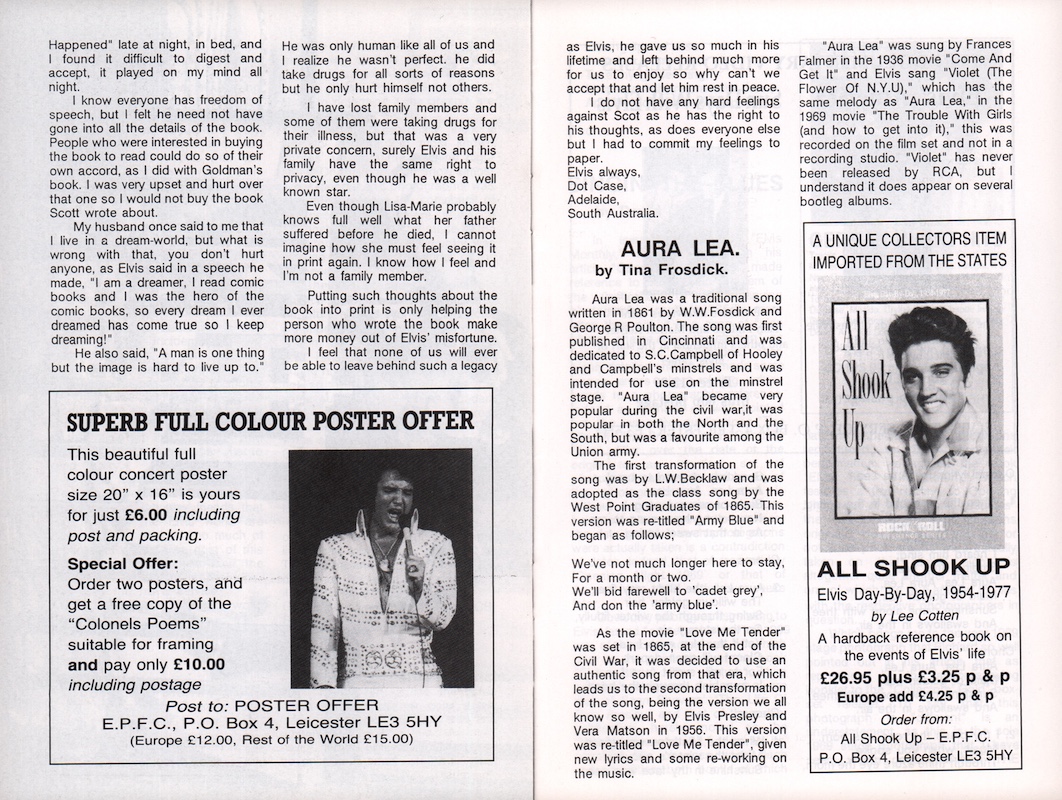 Happened" late at night, in bed, and
I found it difficult to digest and
accept, it played on my mind all
night.
I know everyone has freedom of
speech, but I felt he need not have
gone into all the details of the book.
People who were interested in buying
the book to read could do so of their
own accord, as I did with Goldman's
book. I was very upset and hurt over
that one so I would not buy the book
Scott wrote about.
My husband once said to me that
I live in a dream-world, but what is
wrong with that, you don't hurt
anyone, as Elvis said in a speech he
made, "I am a dreamer, I read comic
books and I was the hero of the
comic books, so every dream I ever
dreamed has come true so I keep
dreaming!"
He also said, "A man is one thing
but the image is hard to live up to."
He was only human like all of us and
I realize he wasn't perfect. he did
take drugs for all sorts of reasons
but he only hurt himself not others.
I have lost family members and
some of them were taking drugs for
their illness, but that was a very
private concern, surely Elvis and his
family have the same right to
privacy, even though he was a well
known star.
Even though Lisa-Marie probably
knows full well what her father
suffered before he died, I cannot
imagine how she must feel seeing it
in print again. I know how I feel and
I'm not a family member.
Putting such thoughts about the
book into print is only helping the
person who wrote the book make
more money out of Elvis' misfortune.
I feel that none of us will ever
be able to leave behind such a legacy
SUPERB FULL COLOUR POSTER OFFER
This beautiful full
colour concert poster
size 20" x 16" is yours
for just £6.00 including
post and packing.
Special Offer:
Order two posters, and
get a free copy of the
"Colonels Poems"
suitable for framing
and pay only £10.00
including postage
Post to: POSTER OFFER
E.P.F.C., P.O. Box 4, Leicester LE3 5HY
(Europe £12.00, Rest of the World £15.00)
as Elvis, he gave us so much in his
lifetime and left behind much more
for us to enjoy so why can't we
accept that and let him rest in peace.
I do not have any hard feelings
against Scot as he has the right to
his thoughts, as does everyone else
but I had to commit my feelings to
paper.
Elvis always,
Dot Case,
Adelaide,
South Australia.
AURA LEA.
by Tina Frosdick.
Aura Lea was a traditional song
written in 1861 by W.W.Fosdick and
George R Poulton. The song was first
published in Cincinnati and was
dedicated to S.C.Campbell of Hooley
and Campbell's minstrels and was
intended for use on the minstrel
stage. "Aura Lea" became very
popular during the civil war,it was
popular in both the North and the
South, but was a favourite among the
Union army.
The first transformation of the
song was by L.W.Becklaw and was
adopted as the class song by the
West Point Graduates of 1865. This
version was re-titled "Army Blue" and
began as follows;
We've not much longer here to stay,
For a month or two.
We'll bid farewell to 'cadet grey',
And don the 'army blue'.
As the movie "Love Me Tender"
was set in 1865, at the end of the
Civil War, it was decided to use an
authentic song from that era, which
leads us to the second transformation
of the song, being the version we all
know so well, by Elvis Presley and
Vera Matson in 1956. This version
was re-titled "Love Me Tender", given
new lyrics and some re-working on
the music.
"Aura Lea" was sung by Frances
Falmer in the 1936 movie "Come And
Get It" and Elvis sang "Violet (The
Flower Of N.Y.U)," which has the
same melody as "Aura Lea," in the
1969 movie "The Trouble With Girls
(and how to get into it)," this was
recorded on the film set and not in a
recording studio. "Violet" has never
been released by RCA, but I
understand it does appear on several
bootleg albums.
A UNIQUE COLLECTORS ITEM
IMPORTED FROM THE STATES
All
Shook
Up
ROCK & ROLL
ALL SHOOK UP
Elvis Day-By-Day, 1954-1977
by Lee Cotten
A hardback reference book on
the events of Elvis' life
£26.95 plus £3.25 p & p
Europe add £4.25 p & p
Order from:
All Shook Up – E.P.F.C.
P.O. Box 4, Leicester LE3 5HY